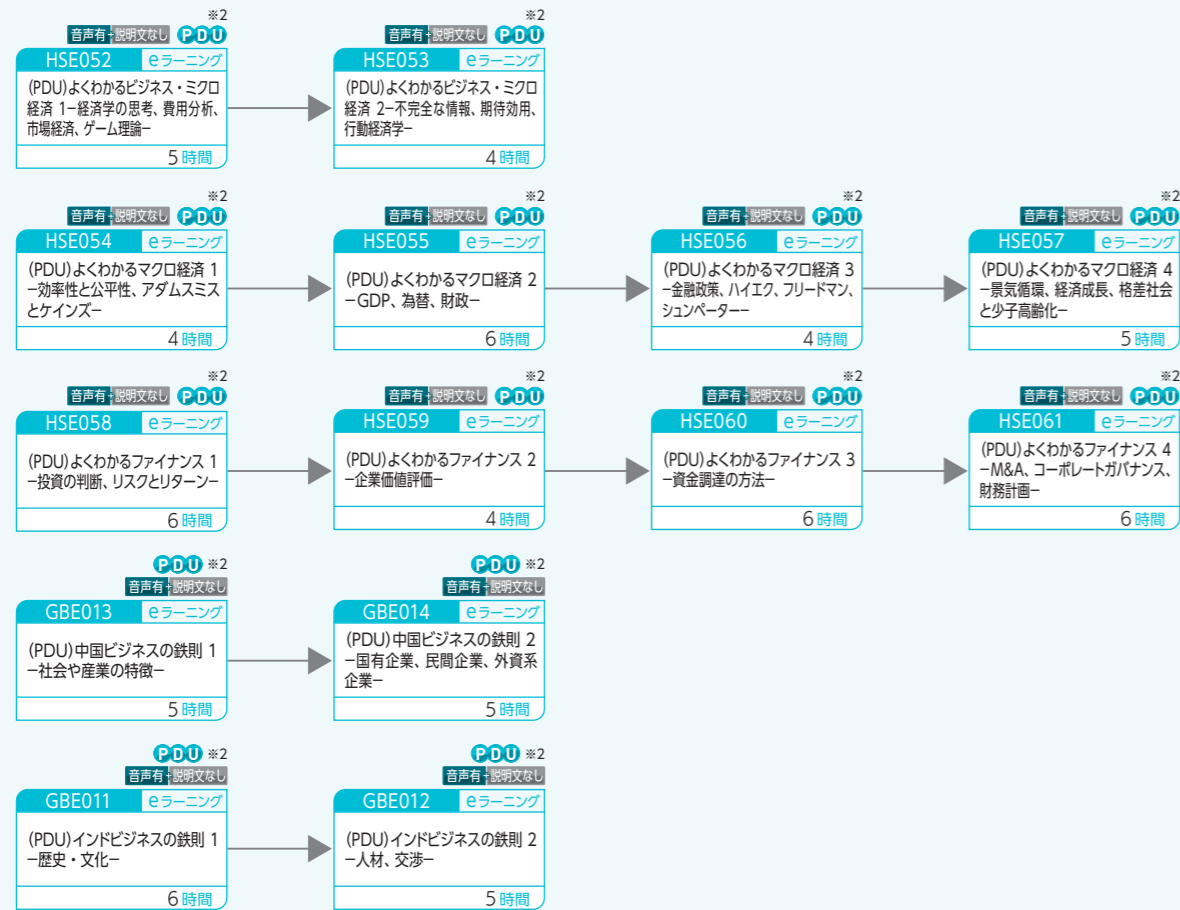 ※2
音声有+説明文なし PDU
HSE052 eラーニング
(PDU)よくわかるビジネス・ミクロ
経済 1−経済学の思考、費用分析、
市場経済、ゲーム理論−
5時間
※2
音声有+説明文なし PDU
HSE053 eラーニング
(PDU)よくわかるビジネス・ミクロ
経済 2−不完全な情報、期待効用、
行動経済学−
4時間
※2
音声有+説明文なし PDU
HSE054 eラーニング
(PDU)よくわかるマクロ経済 1
−効率性と公平性、アダムスミス
とケインズ−
4時間
※2
音声有+説明文なし PDU
HSE055 eラーニング
(PDU)よくわかるマクロ経済 2
−GDP、為替、財政−
6時間
※2
音声有+説明文なし PDU
HSE056 eラーニング
(PDU)よくわかるマクロ経済 3
−金融政策、ハイエク、フリードマン、
シュンペーター−
4時間
※2
音声有+説明文なし PDU
HSE057 eラーニング
(PDU)よくわかるマクロ経済 4
−景気循環、経済成長、格差社会
と少子高齢化−
5時間
※2
音声有+説明文なし PDU
HSE058 eラーニング
(PDU)よくわかるファイナンス 1
−投資の判断、リスクとリターン−
6時間
※2
音声有+説明文なし PDU
HSE059 eラーニング
(PDU)よくわかるファイナンス 2
−企業価値評価−
4時間
※2
音声有+説明文なし PDU
HSE060 eラーニング
(PDU)よくわかるファイナンス 3
−資金調達の方法−
6時間
※2
音声有+説明文なし PDU
HSE061 eラーニング
(PDU)よくわかるファイナンス 4
−M&A、コーポレートガバナンス、
財務計画−
6時間
PDU ※2
音声有+説明文なし
GBE013 eラーニング
(PDU)中国ビジネスの鉄則 1
−社会や産業の特徴−
5時間
PDU ※2
音声有+説明文なし
GBE014 eラーニング
(PDU)中国ビジネスの鉄則 2
−国有企業、民間企業、外資系
企業−
5時間
PDU ※2
音声有+説明文なし
GBE011 eラーニング
(PDU)インドビジネスの鉄則 1
−歴史・文化−
6時間
PDU ※2
音声有+説明文なし
GBE012 eラーニング
(PDU)インドビジネスの鉄則 2
−人材、交渉−
5時間